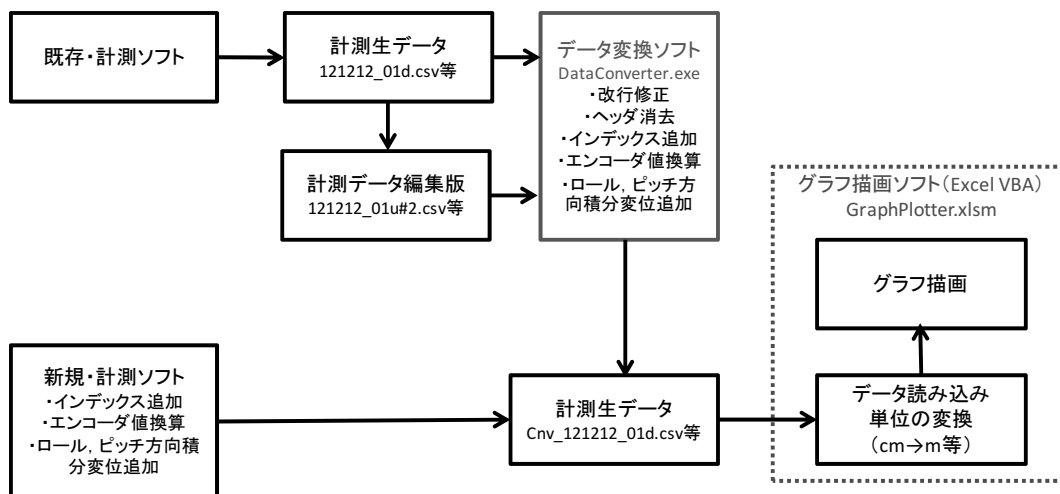 既存・計測ソフト
計測生データ
121212_01d.csv等
データ変換ソフト
DataConverter.exe
・改行修正
・ヘッダ消去
・インデックス追加
・エンコーダ値換算
・ロール, ピッチ方
向積分変位追加
計測データ編集版
121212_01u#2.csv等
グラフ描画ソフト(Excel VBA)
GraphPlotter.xlsm
グラフ描画
新規・計測ソフト
・インデックス追加
・エンコーダ値換算
・ロール, ピッチ方向積
分変位追加
計測生データ
Cnv_121212_01d.csv等
データ読み込み
単位の変換
(cm→m等)